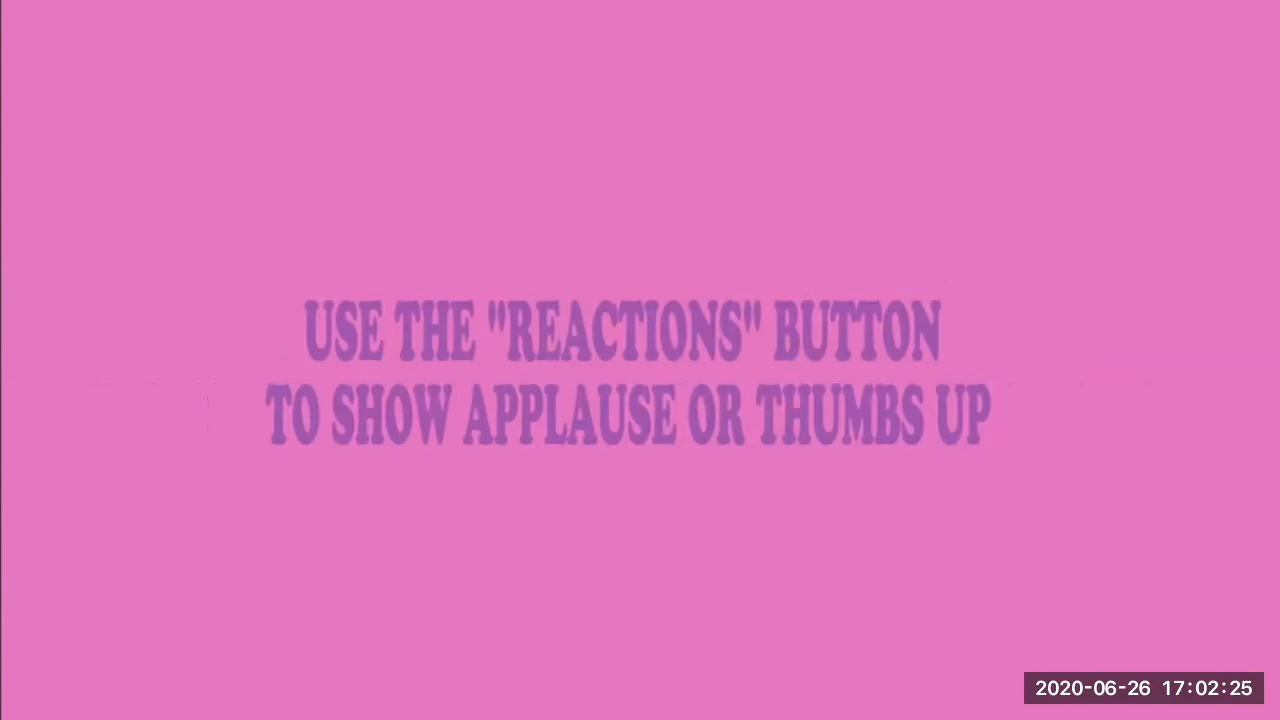 USE THE "REACTIONS" BUTTON
TO SHOW APPLAUSE OR THUMBS UP
2020-06-26 17:02:25